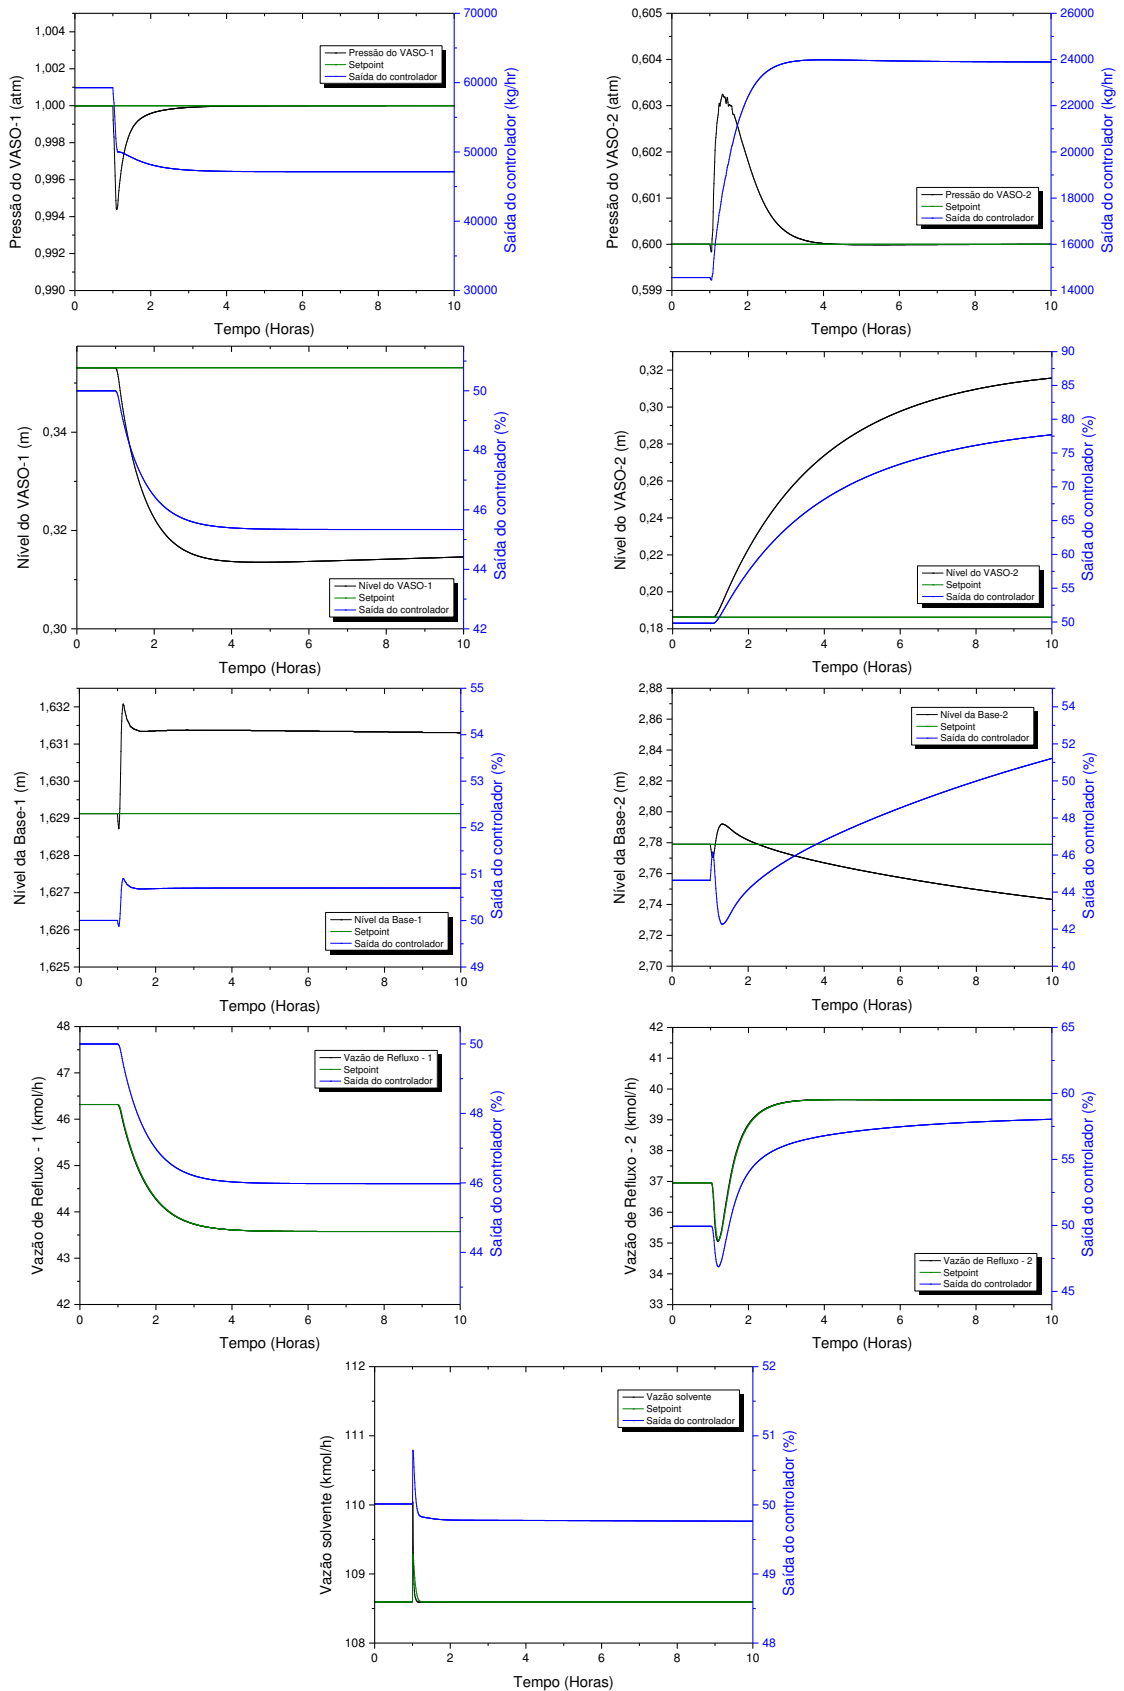 Pressão do VASO-1 (atm)
1,004
1,002
1,000
0,998
0,996
0,994
0,992
0,990
Pressão do VASO-1
Setpoint
Saída do controlador
70000
60000
50000
40000
30000
Saída do controlador (kg/hr)
0 2 4 6 8 10
Tempo (Horas)
Pressão do VASO-2 (atm)
0,605
0,604
0,603
0,602
0,601
0,600
0,599
Pressão do VASO-2
Setpoint
Saída do controlador
26000
24000
22000
20000
18000
16000
14000
Saída do controlador (kg/hr)
0 2 4 6 8 10
Tempo (Horas)
Nível do VASO-1 (m)
0,34
0,32
0,30
Nível do VASO-1
Setpoint
Saída do controlador
50
48
46
44
42
Saída do controlador (%)
0 2 4 6 8 10
Tempo (Horas)
Nível do VASO-2 (m)
0,32
0,30
0,28
0,26
0,24
0,22
0,20
0,18
Nível do VASO-2
Setpoint
Saída do controlador
90
85
80
75
70
65
60
55
50
Saída do controlador (%)
0 2 4 6 8 10
Tempo (Horas)
Nível da Base-1 (m)
1,632
1,631
1,630
1,629
1,628
1,627
1,626
1,625
Nível da Base-1
Setpoint
Saída do controlador
55
54
53
52
51
50
49
Saída do controlador (%)
0 2 4 6 8 10
Tempo (Horas)
Nível da Base-2 (m)
2,88
2,86
2,84
2,82
2,80
2,78
2,76
2,74
2,72
2,70
Nível da Base-2
Setpoint
Saída do controlador
54
52
50
48
46
44
42
40
Saída do controlador (%)
0 2 4 6 8 10
Tempo (Horas)
Vazão de Refluxo - 1 (kmol/h)
48
47
46
45
44
43
42
Vazão de Refluxo - 1
Setpoint
Saída do controlador
50
48
46
44
Saída do controlador (%)
0 2 4 6 8 10
Tempo (Horas)
Vazão de Refluxo - 2 (kmol/h)
42
41
40
39
38
37
36
35
34
33
Vazão de Refluxo - 2
Setpoint
Saída do controlador
65
60
55
50
45
Saída do controlador (%)
0 2 4 6 8 10
Tempo (Horas)
Vazão solvente (kmol/h)
112
111
110
109
108
Vazão solvente
Setpoint
Saída do controlador
52
51
50
49
48
Saída do controlador (%)
0 2 4 6 8 10
Tempo (Horas)